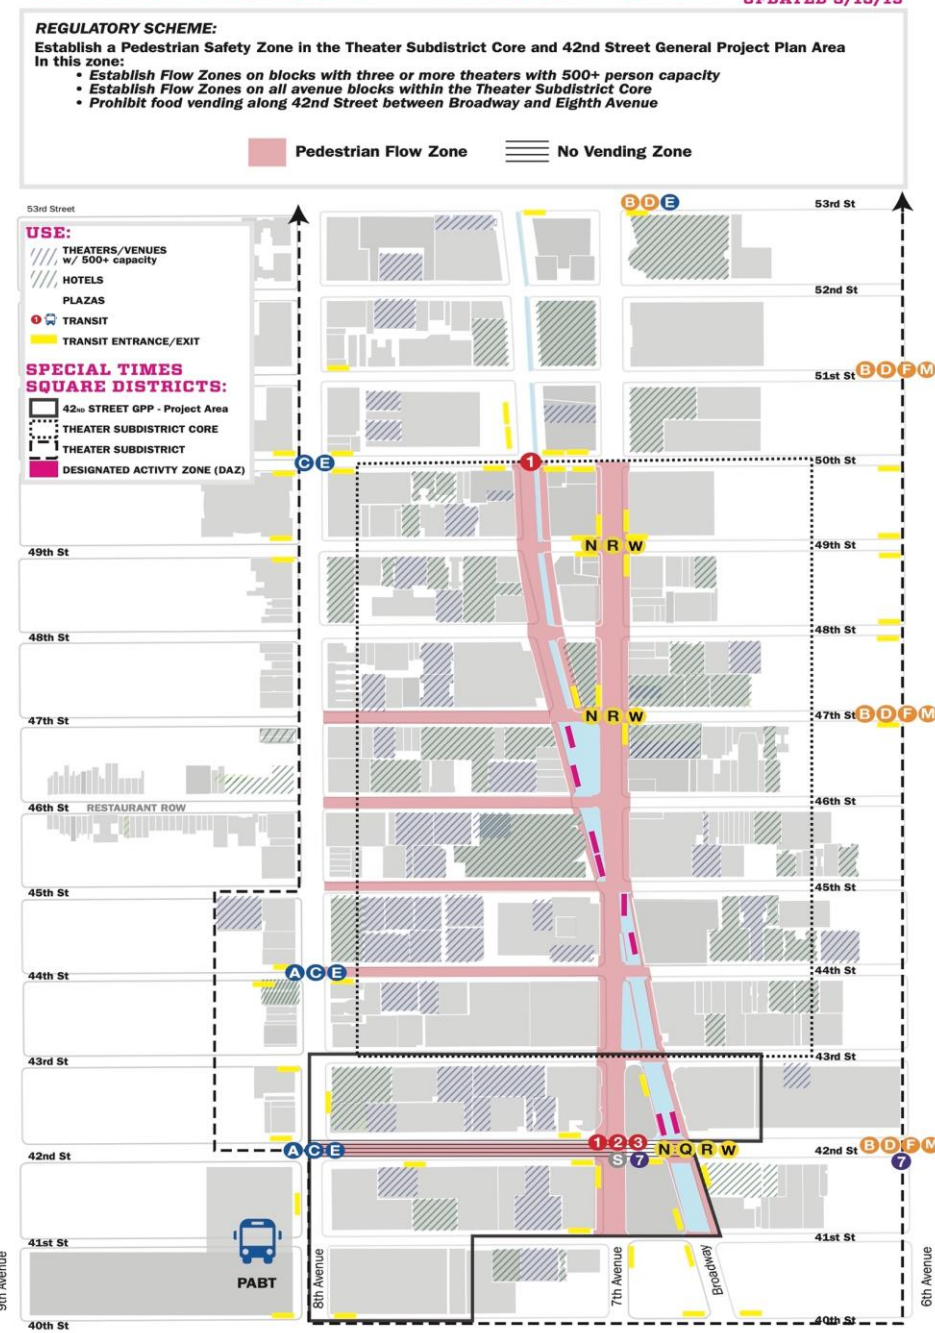 REGULATORY SCHEME:
Establish a Pedestrian Safety Zone in the Theater Subdistrict Core and 42nd Street General Project Plan Area
In this zone:
• Establish Flow Zones on blocks with three or more theaters with 500+ person capacity
• Establish Flow Zones on all avenue blocks within the Theater Subdistrict Core
• Prohibit food vending along 42nd Street between Broadway and Eighth Avenue
Pedestrian Flow Zone
No Vending Zone
53rd Street
B D E
53rd St
USE:
THEATERS/VENUES
w/ 500+ capacity
HOTELS
PLAZAS
1 TRANSIT
TRANSIT ENTRANCE/EXIT
SPECIAL TIMES
SQUARE DISTRICTS:
42ND STREET GPP - Project Area
THEATER SUBDISTRICT CORE
THEATER SUBDISTRICT
DESIGNATED ACTIVTY ZONE (DAZ)
52nd St
51st St B D F M
C E
1
50th St
49th St
N R W
49th St
48th St
48th St
47th St
N R W
47th St B D F M
46th St
RESTAURANT ROW
46th St
45th St
45th St
44th St
A C E
44th St
43rd St
43rd St
42nd St
A C E
1 2 3
S 7
N Q R W
42nd St
B D F M
7
41st St
41st St
PABT
9th Avenue
8th Avenue
7th Avenue
Broadway
6th Avenue
40th St
40th St